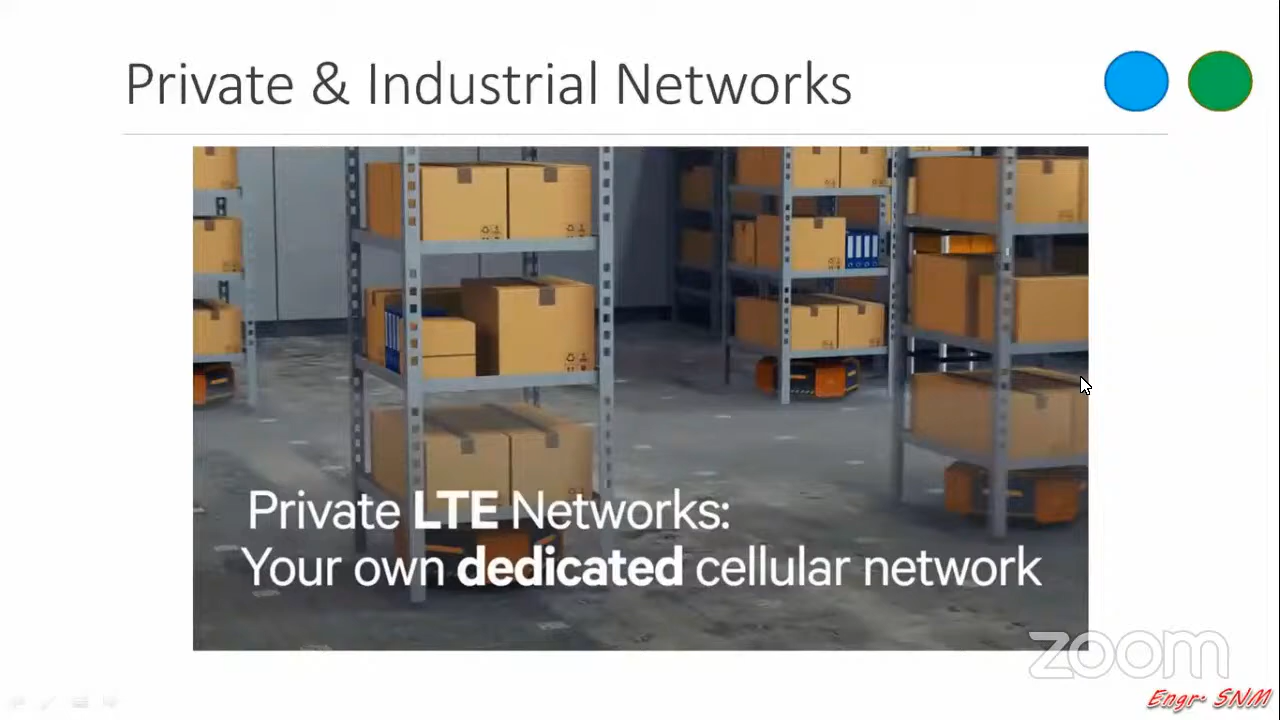 Private & Industrial Networks
Private LTE Networks:
Your own dedicated cellular network
zoom
Engr. SNM